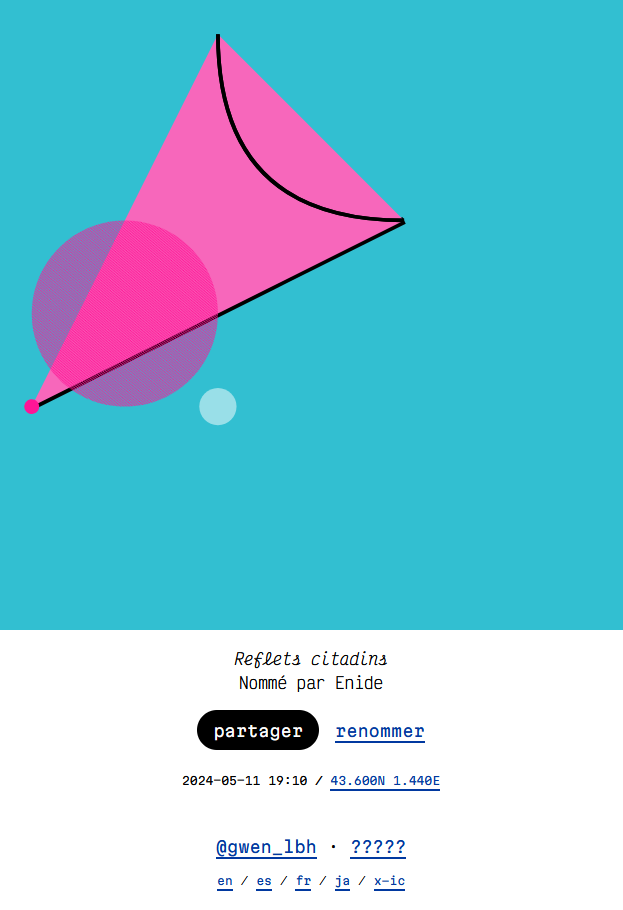 Reflets citadins
Nommé par Enide
partager renommer
2024-05-11 19:10 / 43.600N 1.440E
@gwen_lbh · ?????
en / es / fr / ja / x-ic